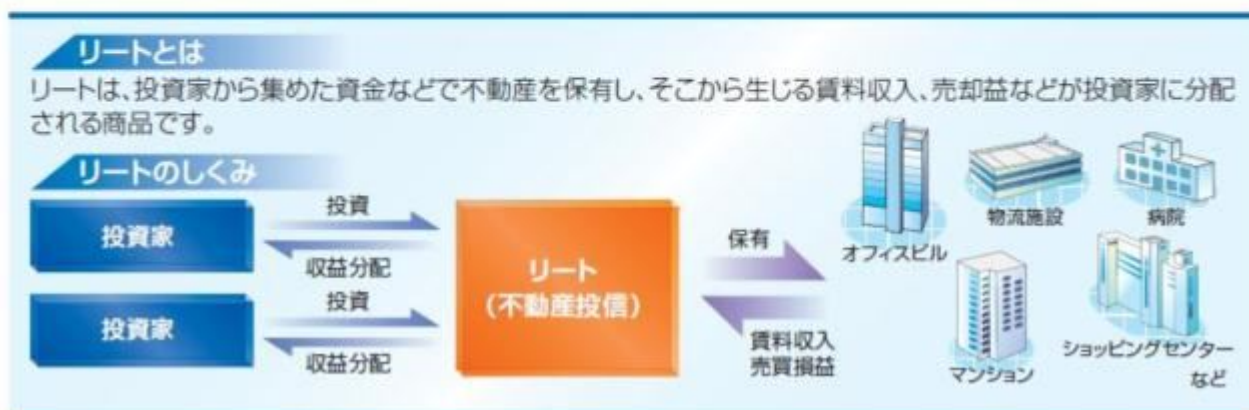 リートとは
リートは、投資家から集めた資金などで不動産を保有し、そこから生じる賃料収入、売却益などが投資家に分配
される商品です。
リートのしくみ
投資家
投資
収益分配
投資家
投資
収益分配
リート
(不動産投信)
保有
賃料収入
売買損益
オフィスビル
物流施設
病院
マンション
ショッピングセンター
など